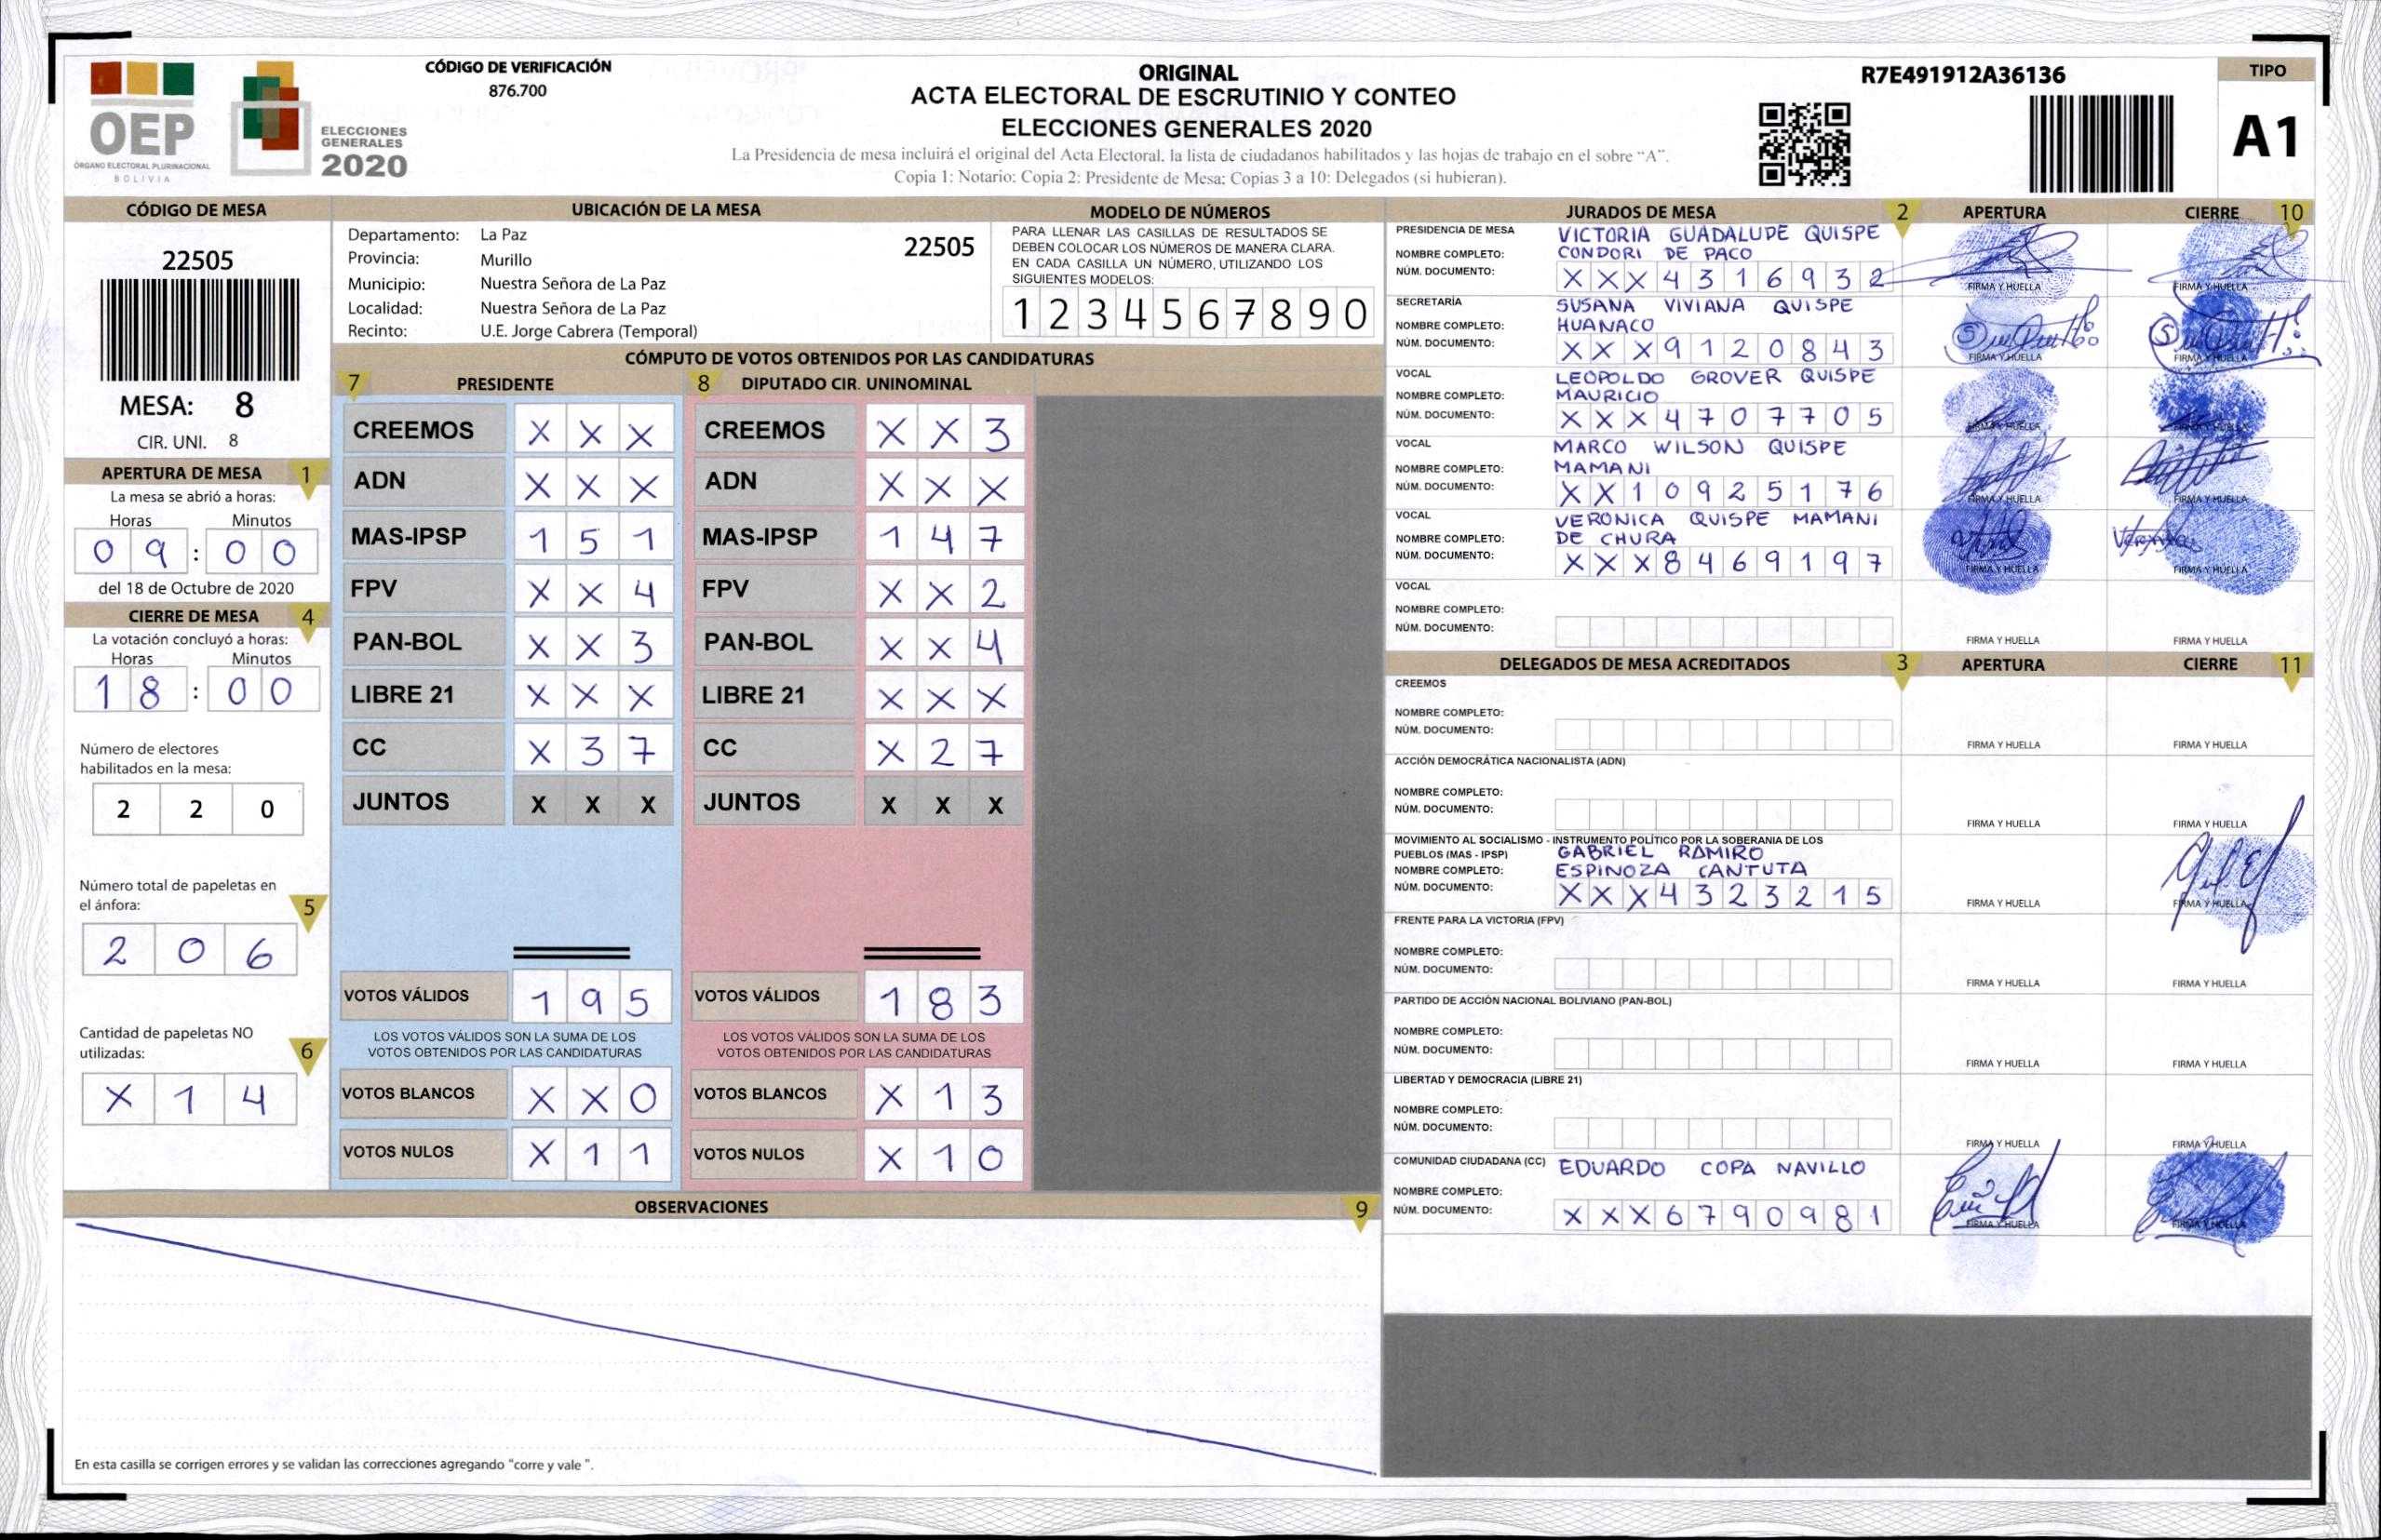 OEP
ÓRGANO ELECTORAL PLURINACIONAL
BOLIVIA
ELECCIONES
GENERALES
2020
CÓDIGO DE VERIFICACIÓN
876.700
ORIGINAL
ACTA ELECTORAL DE ESCRUTINIO Y CONTEO
ELECCIONES GENERALES 2020
La Presidencia de mesa incluirá el original del Acta Electoral, la lista de ciudadanos habilitados y las hojas de trabajo en el sobre “A”.
Copia 1: Notario; Copia 2: Presidente de Mesa; Copias 3 a 10: Delegados (si hubieran).
R7E491912A36136
TIPO
A1
CÓDIGO DE MESA
22505
MESA: 8
CIR. UNI. 8
APERTURA DE MESA 1
La mesa se abrió a horas:
Horas Minutos
0 9 : 0 0
del 18 de Octubre de 2020
CIERRE DE MESA 4
La votación concluyó a horas:
Horas Minutos
1 8 : 0 0
Número de electores
habilitados en la mesa:
2 2 0
Número total de papeletas en
el ánfora: 5
2 0 6
Cantidad de papeletas NO
utilizadas: 6
X 1 4
UBICACIÓN DE LA MESA
Departamento: La Paz
22505
Provincia: Murillo
Municipio: Nuestra Señora de La Paz
Localidad: Nuestra Señora de La Paz
Recinto: U.E. Jorge Cabrera (Temporal)
MODELO DE NÚMEROS
PARA LLENAR LAS CASILLAS DE RESULTADOS SE
DEBEN COLOCAR LOS NÚMEROS DE MANERA CLARA.
EN CADA CASILLA UN NÚMERO, UTILIZANDO LOS
SIGUIENTES MODELOS:
1 2 3 4 5 6 7 8 9 0
CÓMPUTO DE VOTOS OBTENIDOS POR LAS CANDIDATURAS
7 PRESIDENTE
CREEMOS X X X
ADN X X X
MAS-IPSP 1 5 1
FPV X X 4
PAN-BOL X X 3
LIBRE 21 X X X
CC X 3 7
JUNTOS X X X
VOTOS VÁLIDOS 1 9 5
LOS VOTOS VÁLIDOS SON LA SUMA DE LOS
VOTOS OBTENIDOS POR LAS CANDIDATURAS
VOTOS BLANCOS X X 0
VOTOS NULOS X 1 1
8 DIPUTADO CIR. UNINOMINAL
CREEMOS X X 3
ADN X X X
MAS-IPSP 1 4 7
FPV X X 2
PAN-BOL X X 4
LIBRE 21 X X X
CC X 2 7
JUNTOS X X X
VOTOS VÁLIDOS 1 8 3
LOS VOTOS VÁLIDOS SON LA SUMA DE LOS
VOTOS OBTENIDOS POR LAS CANDIDATURAS
VOTOS BLANCOS X 1 3
VOTOS NULOS X 1 0
OBSERVACIONES 9
En esta casilla se corrigen errores y se validan las correcciones agregando "corre y vale ".
JURADOS DE MESA 2 APERTURA CIERRE 10
PRESIDENCIA DE MESA VICTORIA GUADALUPE QUISPE
NOMBRE COMPLETO: CONDORI DE PACO
NÚM. DOCUMENTO: X X X 4 3 1 6 9 3 2
FIRMA Y HUELLA FIRMA Y HUELLA
SECRETARÍA SUSANA VIVIANA QUISPE
NOMBRE COMPLETO: HUANACO
NÚM. DOCUMENTO: X X X 9 1 2 0 8 4 3
FIRMA Y HUELLA FIRMA Y HUELLA
VOCAL LEOPOLDO GROVER QUISPE
NOMBRE COMPLETO: MAURICIO
NÚM. DOCUMENTO: X X X 4 7 0 7 7 0 5
FIRMA Y HUELLA FIRMA Y HUELLA
VOCAL MARCO WILSON QUISPE
NOMBRE COMPLETO: MAMANI
NÚM. DOCUMENTO: X X 1 0 9 2 5 1 7 6
FIRMA Y HUELLA FIRMA Y HUELLA
VOCAL VERONICA QUISPE MAMANI
NOMBRE COMPLETO: DE CHURA
NÚM. DOCUMENTO: X X X 8 4 6 9 1 9 7
FIRMA Y HUELLA FIRMA Y HUELLA
VOCAL
NOMBRE COMPLETO:
NÚM. DOCUMENTO:
FIRMA Y HUELLA FIRMA Y HUELLA
DELEGADOS DE MESA ACREDITADOS 3 APERTURA CIERRE 11
CREEMOS
NOMBRE COMPLETO:
NÚM. DOCUMENTO:
FIRMA Y HUELLA FIRMA Y HUELLA
ACCIÓN DEMOCRÁTICA NACIONALISTA (ADN)
NOMBRE COMPLETO:
NÚM. DOCUMENTO:
FIRMA Y HUELLA FIRMA Y HUELLA
MOVIMIENTO AL SOCIALISMO - INSTRUMENTO POLÍTICO POR LA SOBERANIA DE LOS
PUEBLOS (MAS - IPSP) GABRIEL RAMIRO
NOMBRE COMPLETO: ESPINOZA CANTUTA
NÚM. DOCUMENTO: X X X 4 3 2 3 2 1 5
FIRMA Y HUELLA FIRMA Y HUELLA
FRENTE PARA LA VICTORIA (FPV)
NOMBRE COMPLETO:
NÚM. DOCUMENTO:
FIRMA Y HUELLA FIRMA Y HUELLA
PARTIDO DE ACCIÓN NACIONAL BOLIVIANO (PAN-BOL)
NOMBRE COMPLETO:
NÚM. DOCUMENTO:
FIRMA Y HUELLA FIRMA Y HUELLA
LIBERTAD Y DEMOCRACIA (LIBRE 21)
NOMBRE COMPLETO:
NÚM. DOCUMENTO:
FIRMA Y HUELLA FIRMA Y HUELLA
COMUNIDAD CIUDADANA (CC) EDUARDO COPA NAVILLO
NOMBRE COMPLETO:
NÚM. DOCUMENTO: X X X 6 7 9 0 9 8 1
FIRMA Y HUELLA FIRMA Y HUELLA